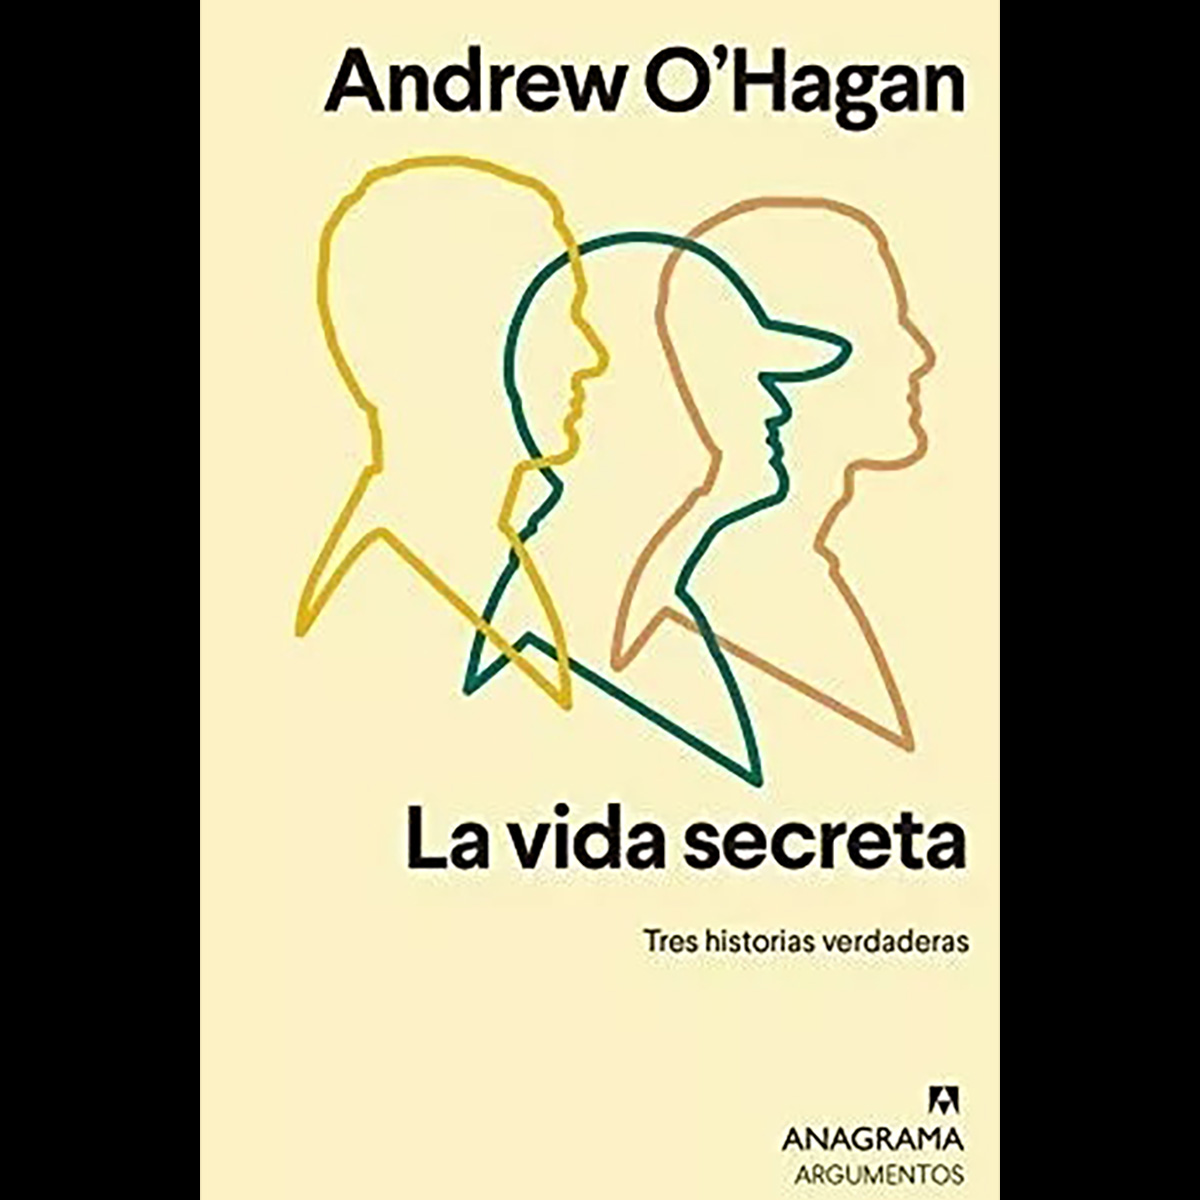 Andrew O’Hagan
La vida secreta
Tres historias verdaderas
ANAGRAMA
ARGUMENTOS